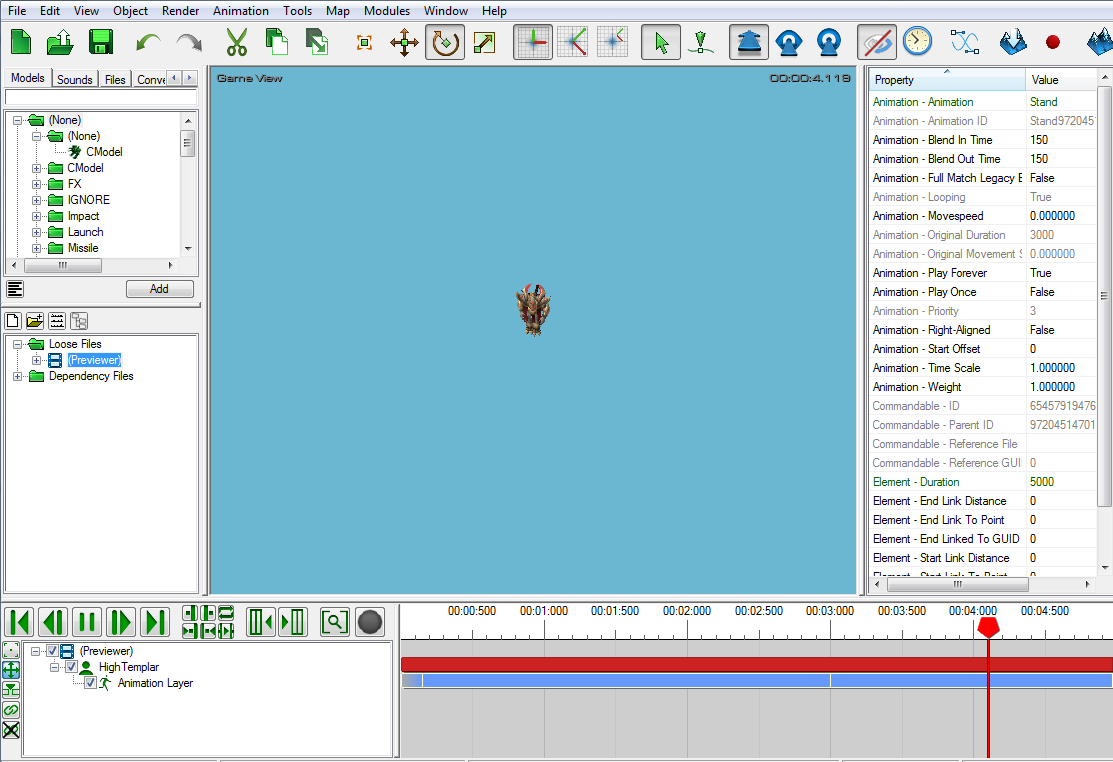 File Edit View Object Render Animation Tools Map Modules Window Help
Models Sounds Files Conve
(None)
(None)
CModel
CModel
FX
IGNORE
Impact
Launch
Missile
Add
Loose Files
(Previewer)
Dependency Files
Game View 00:00:4.119
Property Value
Animation - Animation Stand
Animation - Animation ID Stand972045
Animation - Blend In Time 150
Animation - Blend Out Time 150
Animation - Full Match Legacy E False
Animation - Looping True
Animation - Movespeed 0.000000
Animation - Original Duration 3000
Animation - Original Movement S 0.000000
Animation - Play Forever True
Animation - Play Once False
Animation - Priority 3
Animation - Right-Aligned False
Animation - Start Offset 0
Animation - Time Scale 1.000000
Animation - Weight 1.000000
Commandable - ID 65457919476
Commandable - Parent ID 97204514701
Commandable - Reference File
Commandable - Reference GUI 0
Element - Duration 5000
Element - End Link Distance 0
Element - End Link To Point 0
Element - End Linked To GUID 0
Element - Start Link Distance 0
Element - Start Link To Point 0
00:00:500 00:01:000 00:01:500 00:02:000 00:02:500 00:03:000 00:03:500 00:04:000 00:04:500
(Previewer)
HighTemplar
Animation Layer